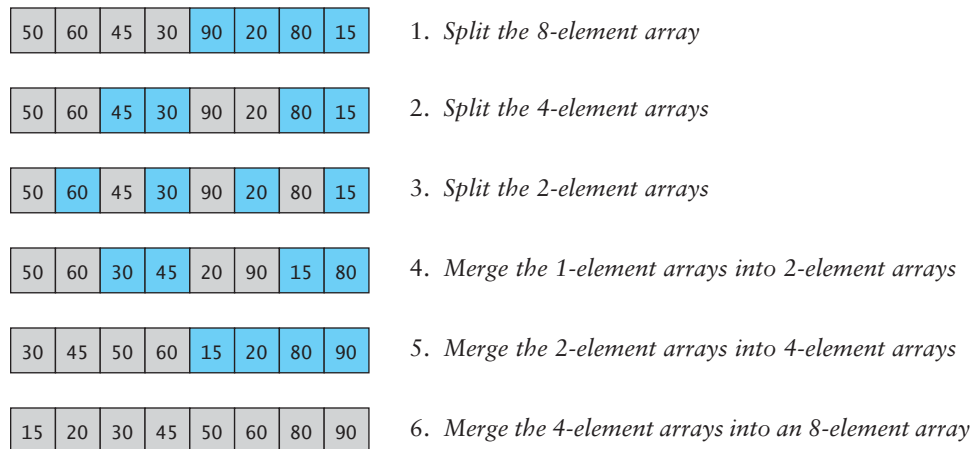 50 60 45 30 90 20 80 15 1. Split the 8-element array
50 60 45 30 90 20 80 15 2. Split the 4-element arrays
50 60 45 30 90 20 80 15 3. Split the 2-element arrays
50 60 30 45 20 90 15 80 4. Merge the 1-element arrays into 2-element arrays
30 45 50 60 15 20 80 90 5. Merge the 2-element arrays into 4-element arrays
15 20 30 45 50 60 80 90 6. Merge the 4-element arrays into an 8-element array